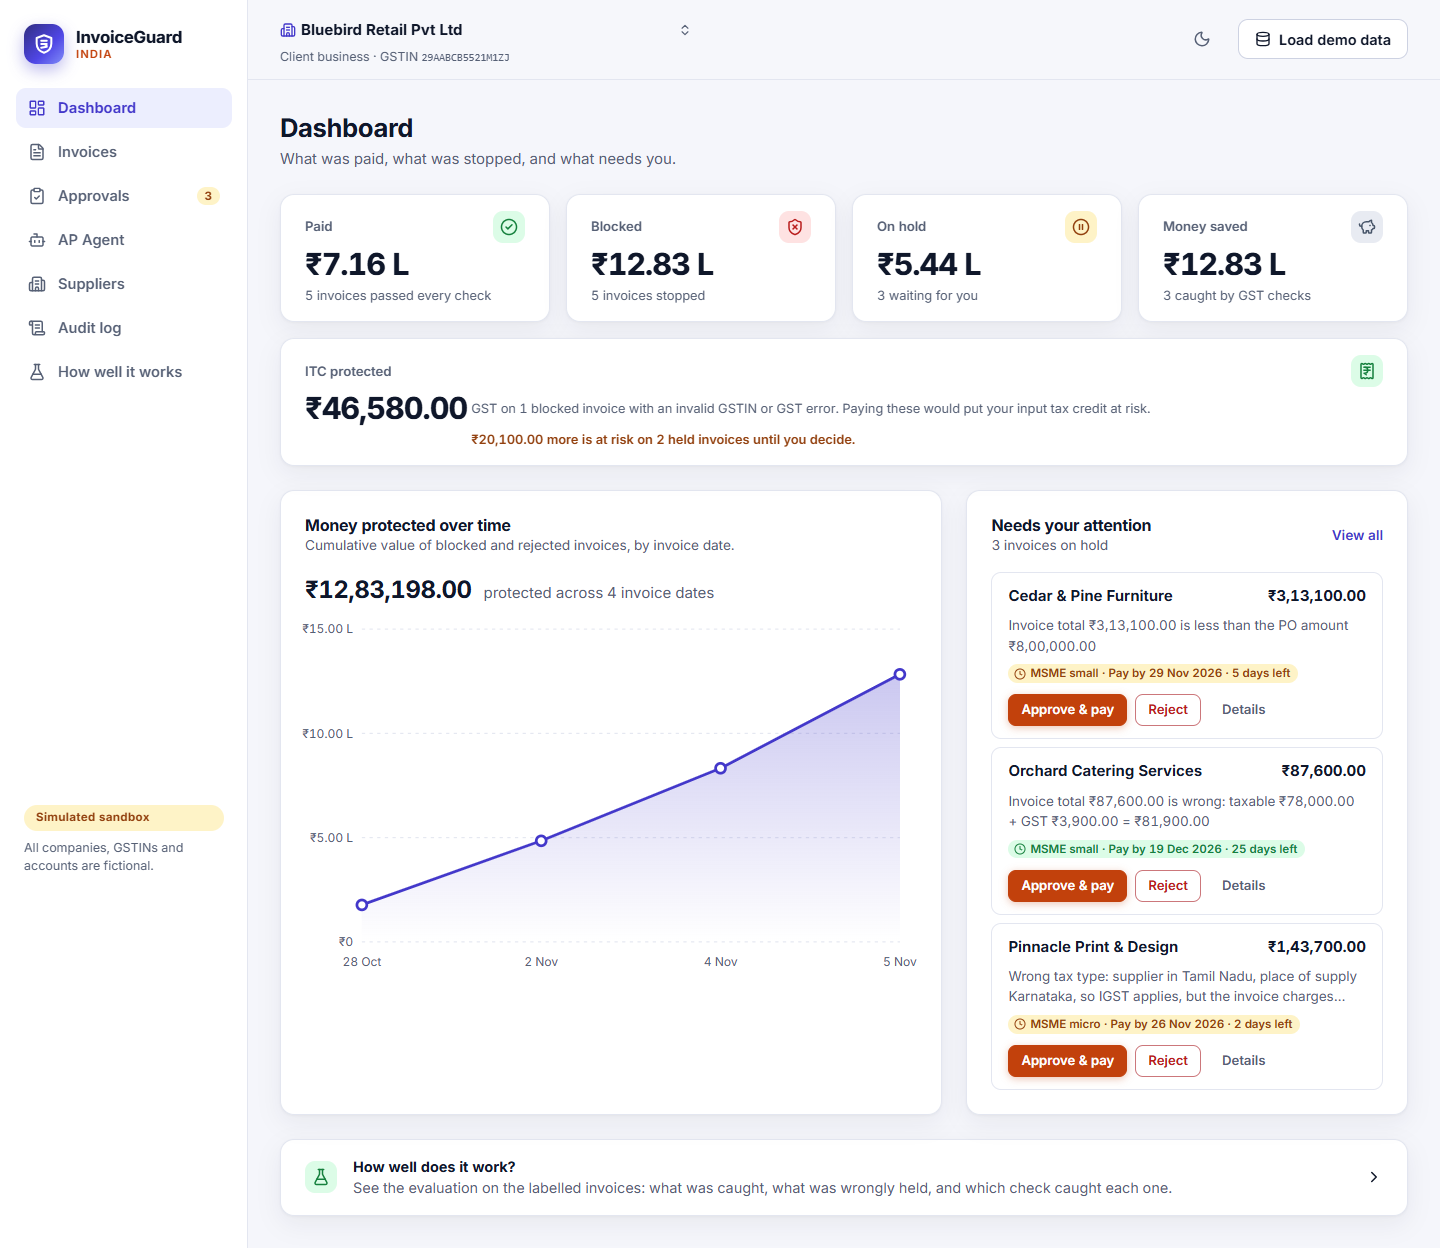 InvoiceGuard
INDIA
Dashboard
Invoices
Approvals 3
AP Agent
Suppliers
Audit log
How well it works
Simulated sandbox
All companies, GSTINs and
accounts are fictional.
Bluebird Retail Pvt Ltd
Client business · GSTIN 29AABCB5521M1ZJ
Load demo data
Dashboard
What was paid, what was stopped, and what needs you.
Paid
₹7.16 L
5 invoices passed every check
Blocked
₹12.83 L
5 invoices stopped
On hold
₹5.44 L
3 waiting for you
Money saved
₹12.83 L
3 caught by GST checks
ITC protected
₹46,580.00 GST on 1 blocked invoice with an invalid GSTIN or GST error. Paying these would put your input tax credit at risk.
₹20,100.00 more is at risk on 2 held invoices until you decide.
Money protected over time
Cumulative value of blocked and rejected invoices, by invoice date.
₹12,83,198.00 protected across 4 invoice dates
₹15.00 L
₹10.00 L
₹5.00 L
₹0
28 Oct 2 Nov 4 Nov 5 Nov
Needs your attention
3 invoices on hold
View all
Cedar & Pine Furniture ₹3,13,100.00
Invoice total ₹3,13,100.00 is less than the PO amount
₹8,00,000.00
MSME small · Pay by 29 Nov 2026 · 5 days left
Approve & pay Reject Details
Orchard Catering Services ₹87,600.00
Invoice total ₹87,600.00 is wrong: taxable ₹78,000.00
+ GST ₹3,900.00 = ₹81,900.00
MSME small · Pay by 19 Dec 2026 · 25 days left
Approve & pay Reject Details
Pinnacle Print & Design ₹1,43,700.00
Wrong tax type: supplier in Tamil Nadu, place of supply
Karnataka, so IGST applies, but the invoice charges...
MSME micro · Pay by 26 Nov 2026 · 2 days left
Approve & pay Reject Details
How well does it work?
See the evaluation on the labelled invoices: what was caught, what was wrongly held, and which check caught each one.